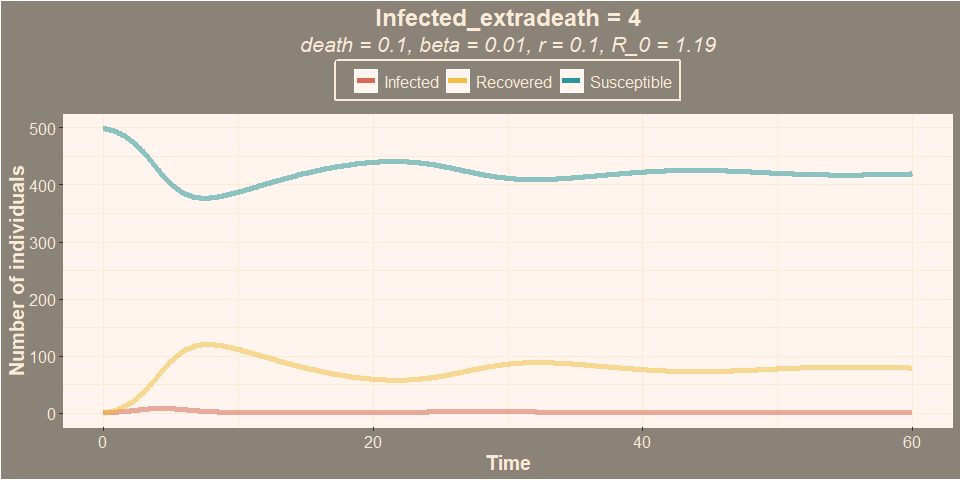 Infected_extradeath = 4
death = 0.1, beta = 0.01, r = 0.1, R_0 = 1.19
Infected Recovered Susceptible
Number of individuals
500
400
300
200
100
0
0 20 40 60
Time